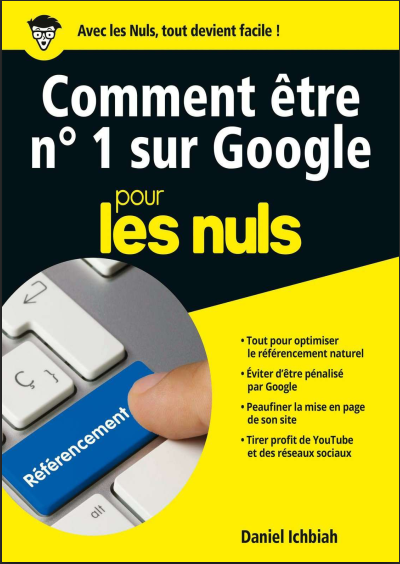 Avec les Nuls, tout devient facile !
Comment être
n° 1 sur Google
pour
les nuls
• Tout pour optimiser
le référencement naturel
• Éviter d'être pénalisé
par Google
• Peaufiner la mise en page
de son site
• Tirer profit de YouTube
et des réseaux sociaux
Ç
Référencement
alt
Daniel Ichbiah